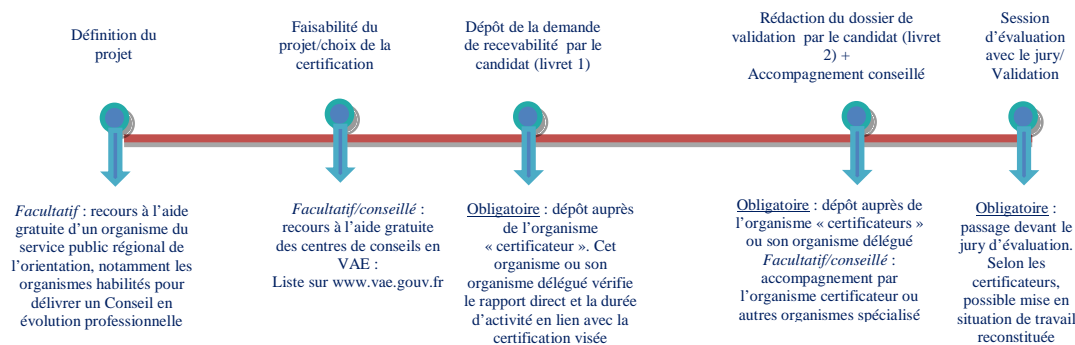 Définition du
projet
Faisabilité du
projet/choix de la
certification
Dépôt de la demande
de recevabilité par le
candidat (livret 1)
Rédaction du dossier de
validation par le candidat (livret
2) +
Accompagnement conseillé
Session
d’évaluation
avec le jury/
Validation
Facultatif : recours à l’aide
gratuite d’un organisme du
service public régional de
l’orientation, notamment les
organismes habilités pour
délivrer un Conseil en
évolution professionnelle
Facultatif/conseillé :
recours à l’aide gratuite
des centres de conseils en
VAE :
Liste sur www.vae.gouv.fr
Obligatoire : dépôt auprès
de l’organisme
« certificateur ». Cet
organisme ou son
organisme délégué vérifie
le rapport direct et la durée
d’activité en lien avec la
certification visée
Obligatoire : dépôt auprès de
l’organisme « certificateurs »
ou son organisme délégué
Facultatif/conseillé :
accompagnement par
l’organisme certificateur ou
autres organismes spécialisé
Obligatoire :
passage devant le
jury d’évaluation.
Selon les
certificateurs,
possible mise en
situation de travail
reconstituée